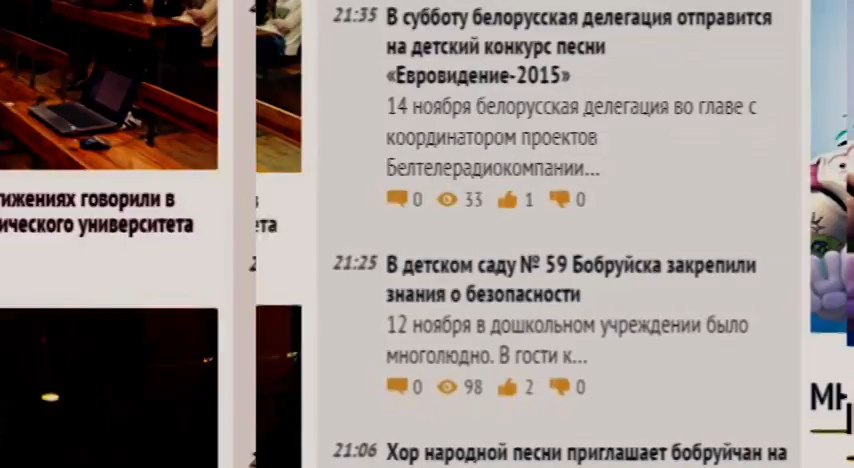 21:35 В субботу белорусская делегация отправится
на детский конкурс песни
«Евровидение-2015»
14 ноября белорусская делегация во главе с
координатором проектов
Белтелерадиокомпании...
0 33 1 0
говорили в
университета
21:25 В детском саду № 59 Бобруйска закрепили
знания о безопасности
12 ноября в дошкольном учреждении было
многолюдно. В гости к...
0 98 2 0
21:06 Хор народной песни приглашает бобруйчан на